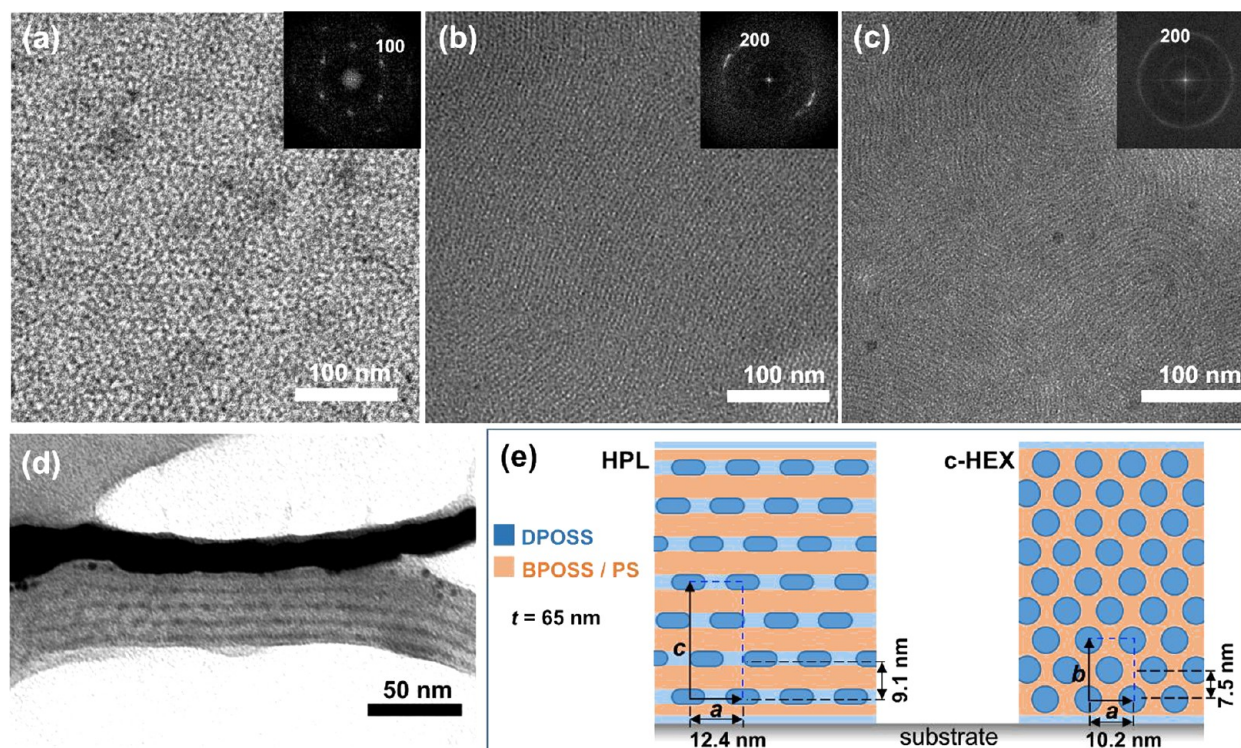 (a)
100
100 nm
(b)
200
100 nm
(c)
200
100 nm
(d)
50 nm
(e)
HPL
c-HEX
DPOSS
BPOSS / PS
t = 65 nm
c
a
9.1 nm
12.4 nm
b
a
7.5 nm
10.2 nm
substrate